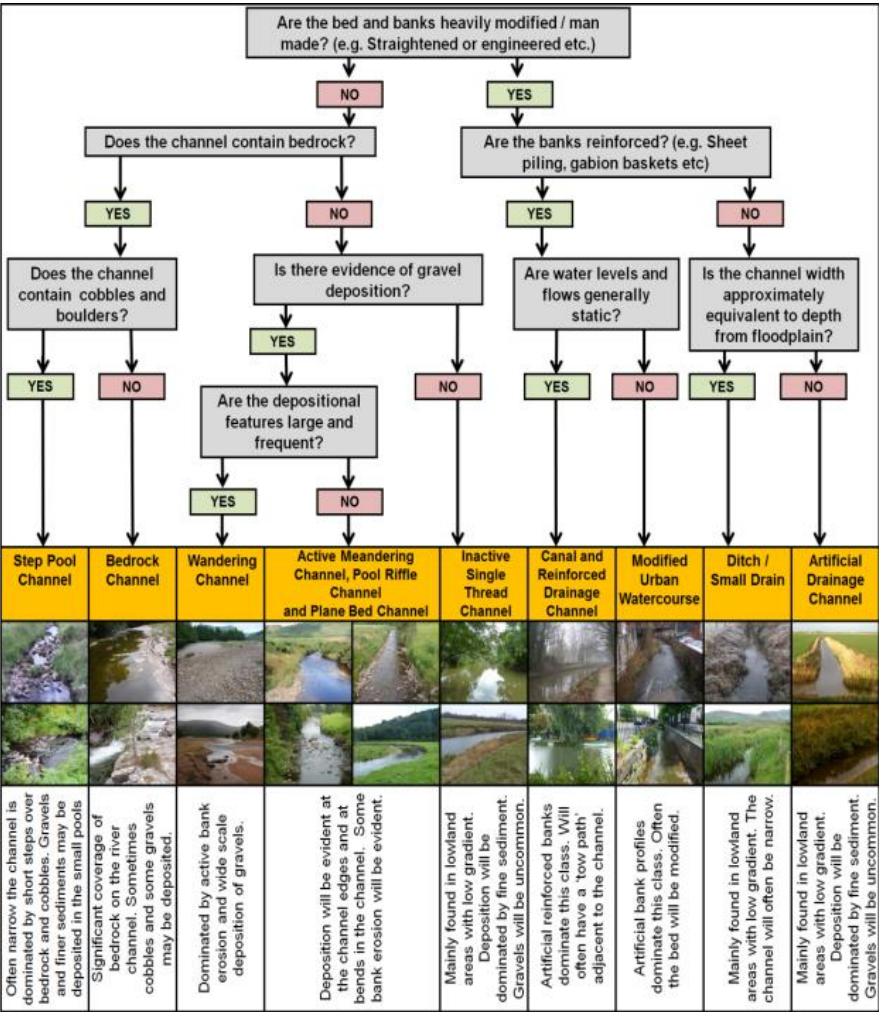 Are the bed and banks heavily modified / man
made? (e.g. Straightened or engineered etc.)
NO
YES
Does the channel contain bedrock?
Are the banks reinforced? (e.g. Sheet
piling, gabion baskets etc)
YES
NO
YES
NO
Does the channel
contain cobbles and
boulders?
Is there evidence of gravel
deposition?
Are water levels and
flows generally
static?
Is the channel width
approximately
equivalent to depth
from floodplain?
YES
YES
NO
NO
YES
NO
YES
NO
Are the depositional
features large and
frequent?
YES
NO
Step Pool
Channel
Bedrock
Channel
Wandering
Channel
Active Meandering
Channel, Pool Riffle
Channel
and Plane Bed Channel
Inactive
Single
Thread
Channel
Canal and
Reinforced
Drainage
Channel
Modified
Urban
Watercourse
Ditch /
Small Drain
Artificial
Drainage
Channel
Often narrow the channel is
dominated by short steps over
bedrock and cobbles. Gravels
and finer sediments may be
deposited in the small pools
Significant coverage of
bedrock on the river
channel. Sometimes
cobbles and some gravels
may be deposited.
Dominated by active bank
erosion and wide scale
deposition of gravels.
Deposition will be evident at
the channel edges and at
bends in the channel. Some
bank erosion will be evident.
Mainly found in lowland
areas with low gradient.
Deposition will be
dominated by fine sediment.
Gravels will be uncommon.
Artificial reinforced banks
dominate this class. Will
often have a 'tow path'
adjacent to the channel.
Artificial bank profiles
dominate this class. Often
the bed will be modified.
Mainly found in lowland
areas with low gradient. The
channel will often be narrow.
Mainly found in lowland
areas with low gradient.
Deposition will be
dominated by fine sediment.
Gravels will be uncommon.